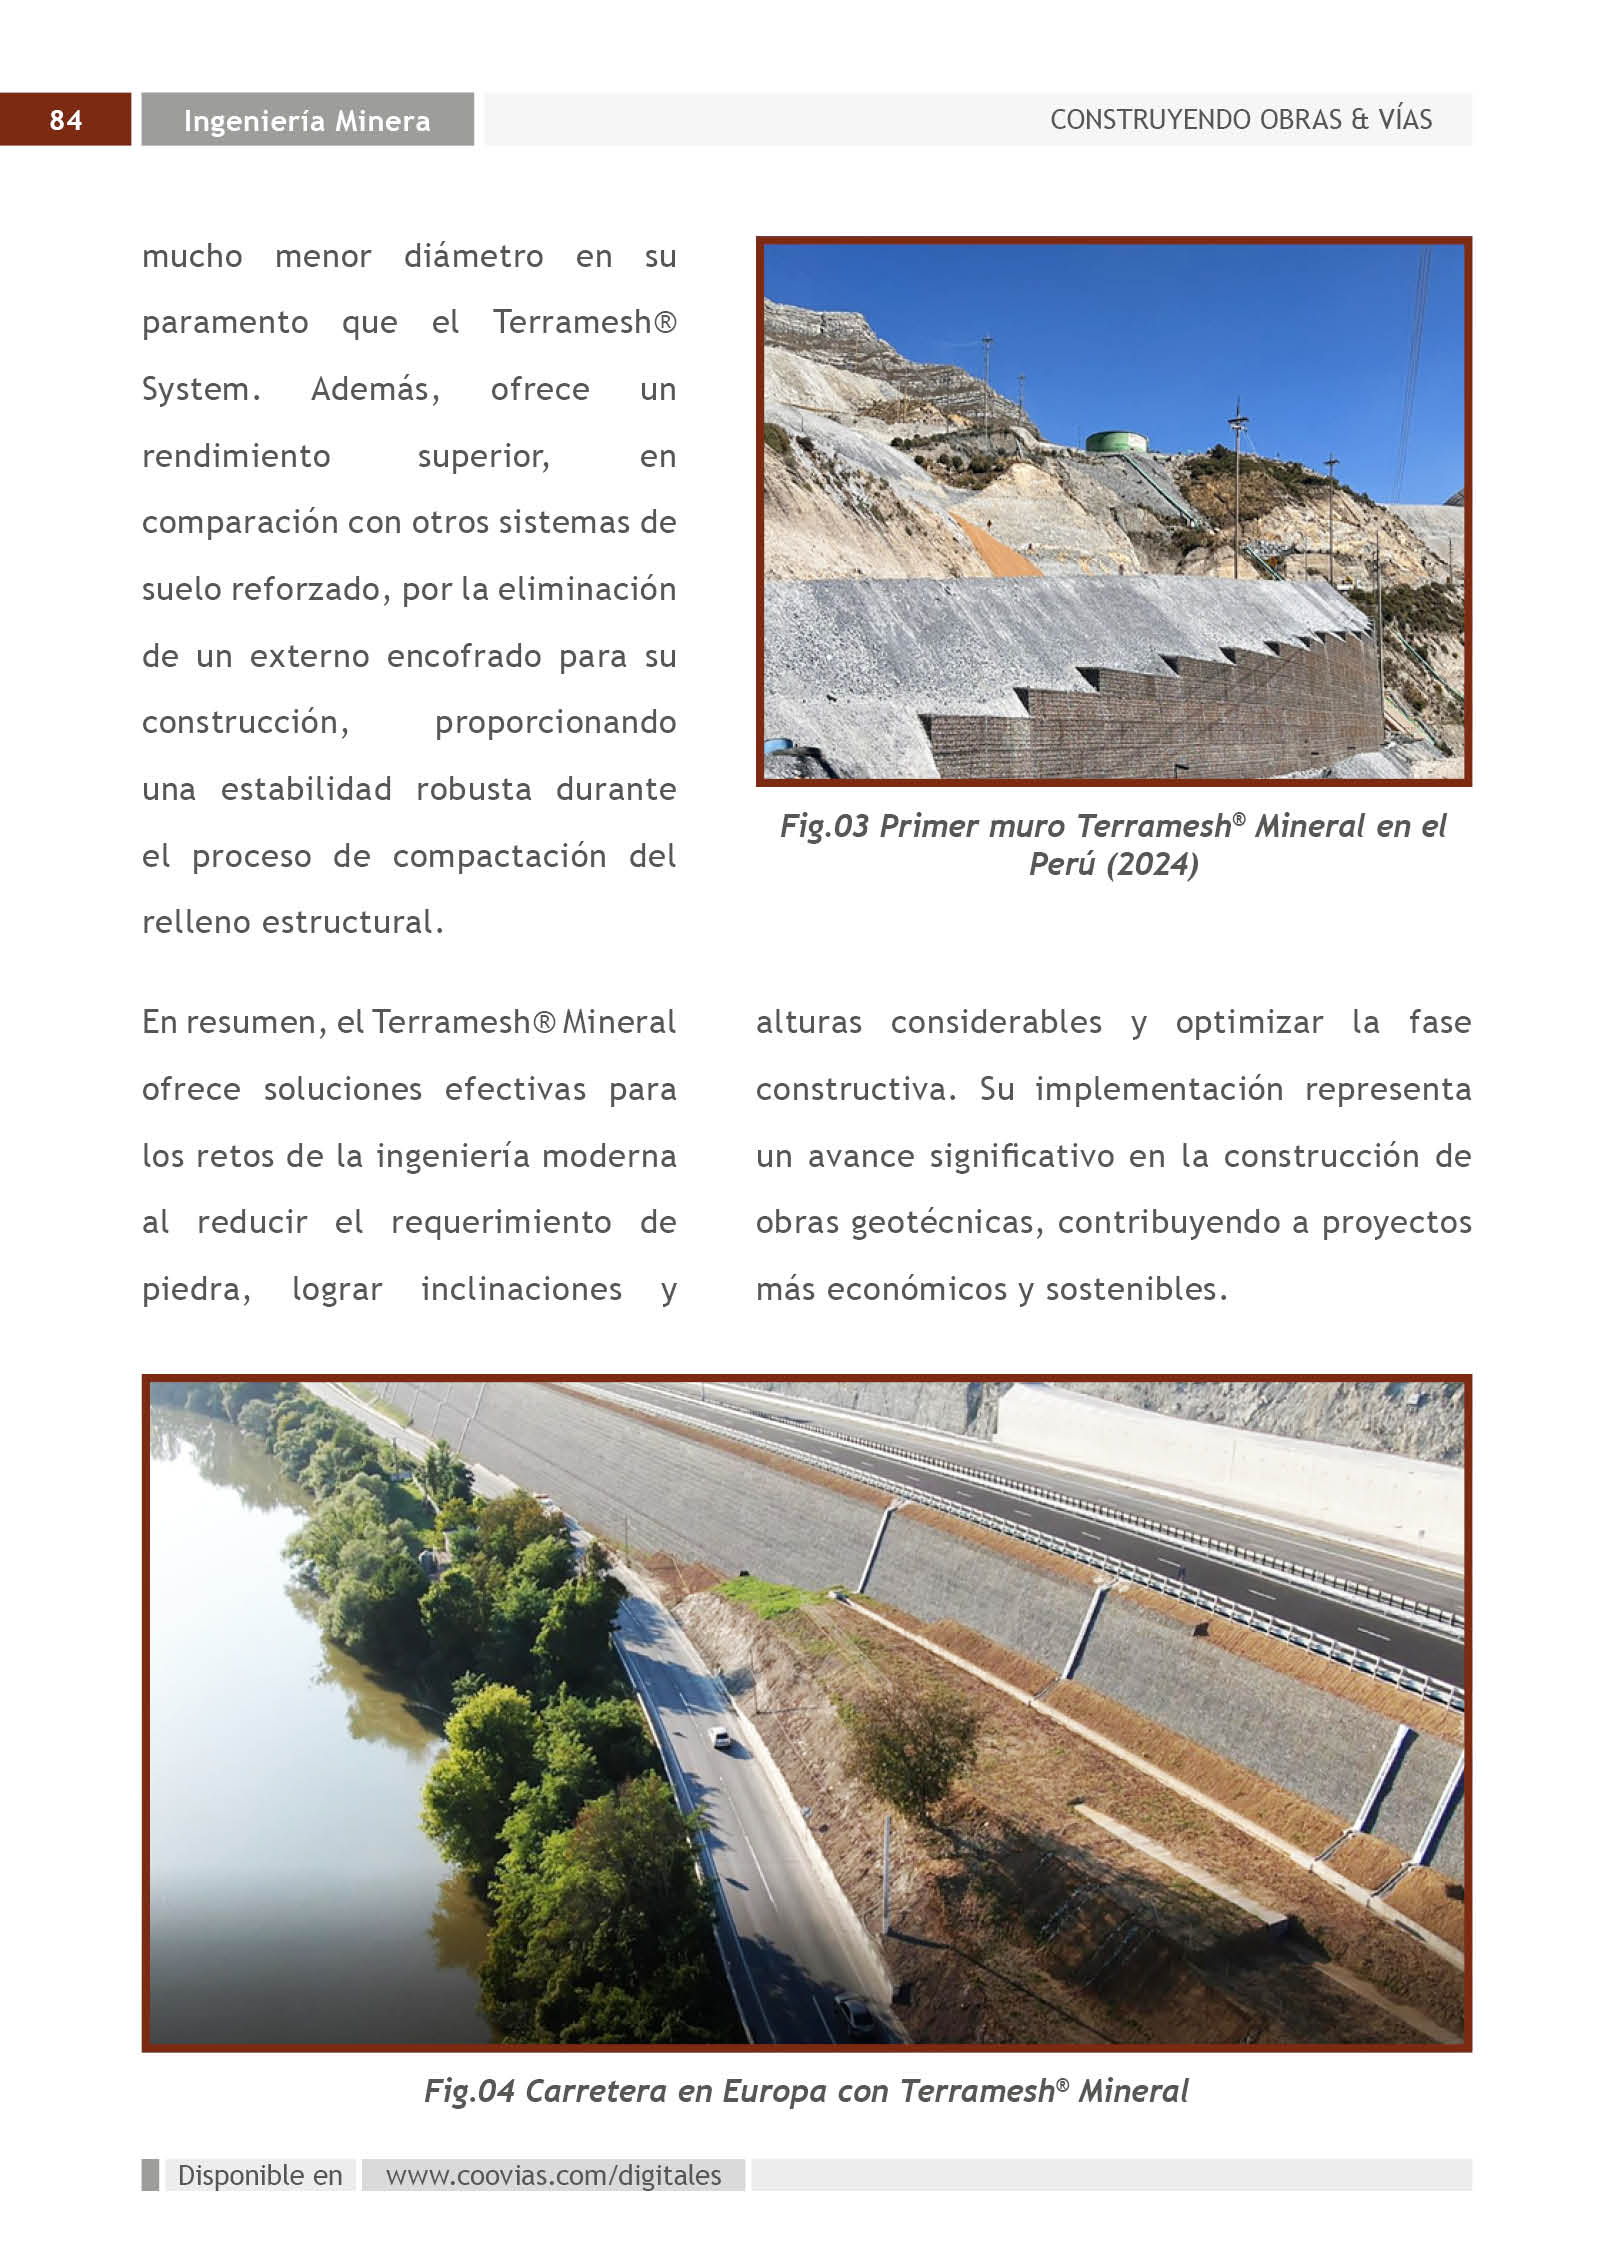 84
Ingeniería Minera
CONSTRUYENDO OBRAS & VÍAS
mucho menor diámetro en su
paramento que el Terramesh®
System. Además, ofrece un
rendimiento superior, en
comparación con otros sistemas de
suelo reforzado, por la eliminación
de un externo encofrado para su
construcción, proporcionando
una estabilidad robusta durante
el proceso de compactación del
relleno estructural.
Fig.03 Primer muro Terramesh® Mineral en el
Perú (2024)
En resumen, el Terramesh® Mineral
ofrece soluciones efectivas para
los retos de la ingeniería moderna
al reducir el requerimiento de
piedra, lograr inclinaciones y
alturas considerables y optimizar la fase
constructiva. Su implementación representa
un avance significativo en la construcción de
obras geotécnicas, contribuyendo a proyectos
más económicos y sostenibles.
Fig.04 Carretera en Europa con Terramesh® Mineral
Disponible en
www.coovias.com/digitales